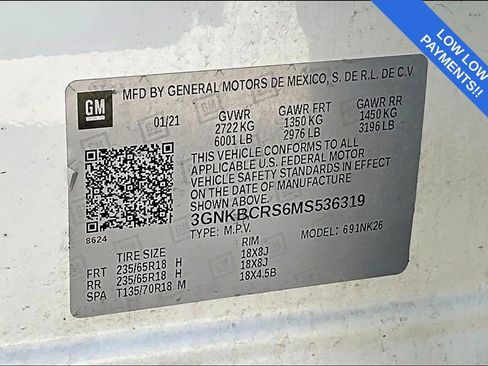 LOW LOW
PAYMENTS!!
GM
MFD BY GENERAL MOTORS DE MEXICO, S. DE R.L. DE C.V.
01/21 GVWR GAWR FRT GAWR RR
2722 KG 1350 KG 1450 KG
6001 LB 2976 LB 3196 LB
THIS VEHICLE CONFORMS TO ALL
APPLICABLE U.S. FEDERAL MOTOR
VEHICLE SAFETY STANDARDS IN EFFECT
ON THE DATE OF MANUFACTURE
SHOWN ABOVE.
3GNKBCRS6MS536319
TYPE: M.P.V. MODEL: 691NK26
8624
TIRE SIZE RIM
FRT 235/65R18 H 18X8J
RR 235/65R18 H 18X8J
SPA T135/70R18 M 18X4.5B